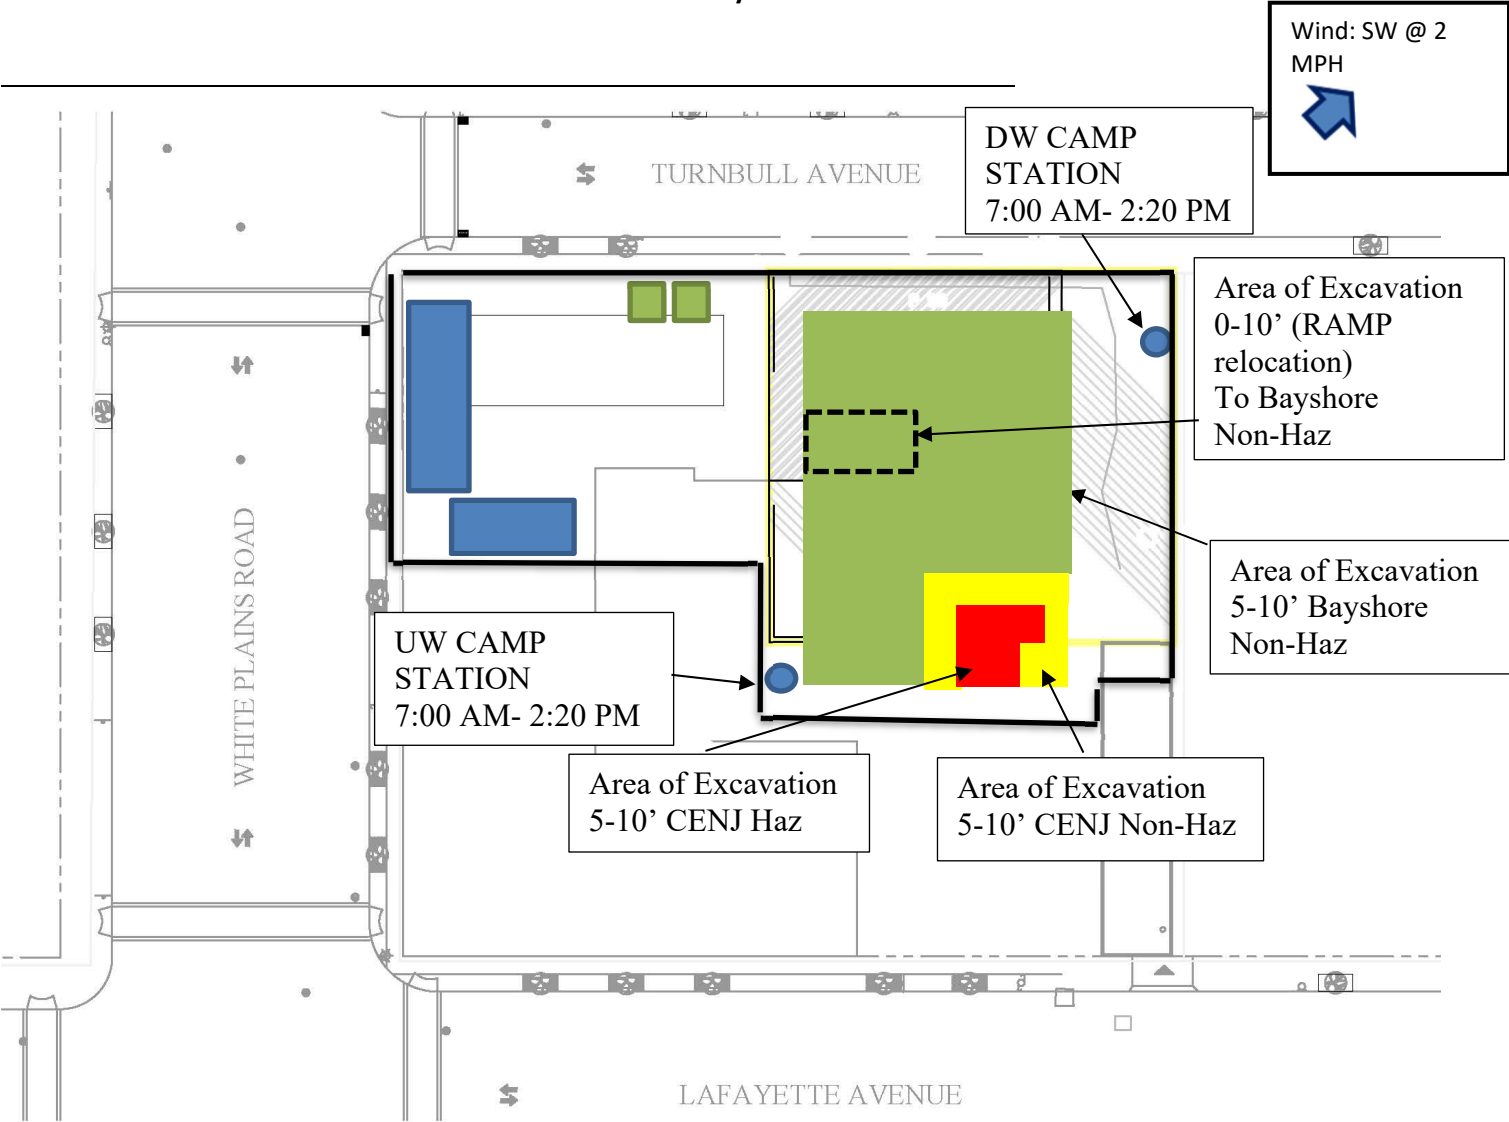 Wind: SW @ 2
MPH
TURNBULL AVENUE
DW CAMP
STATION
7:00 AM- 2:20 PM
Area of Excavation
0-10’ (RAMP
relocation)
To Bayshore
Non-Haz
Area of Excavation
5-10’ Bayshore
Non-Haz
WHITE PLAINS ROAD
UW CAMP
STATION
7:00 AM- 2:20 PM
Area of Excavation
5-10’ CENJ Haz
Area of Excavation
5-10’ CENJ Non-Haz
LAFAYETTE AVENUE